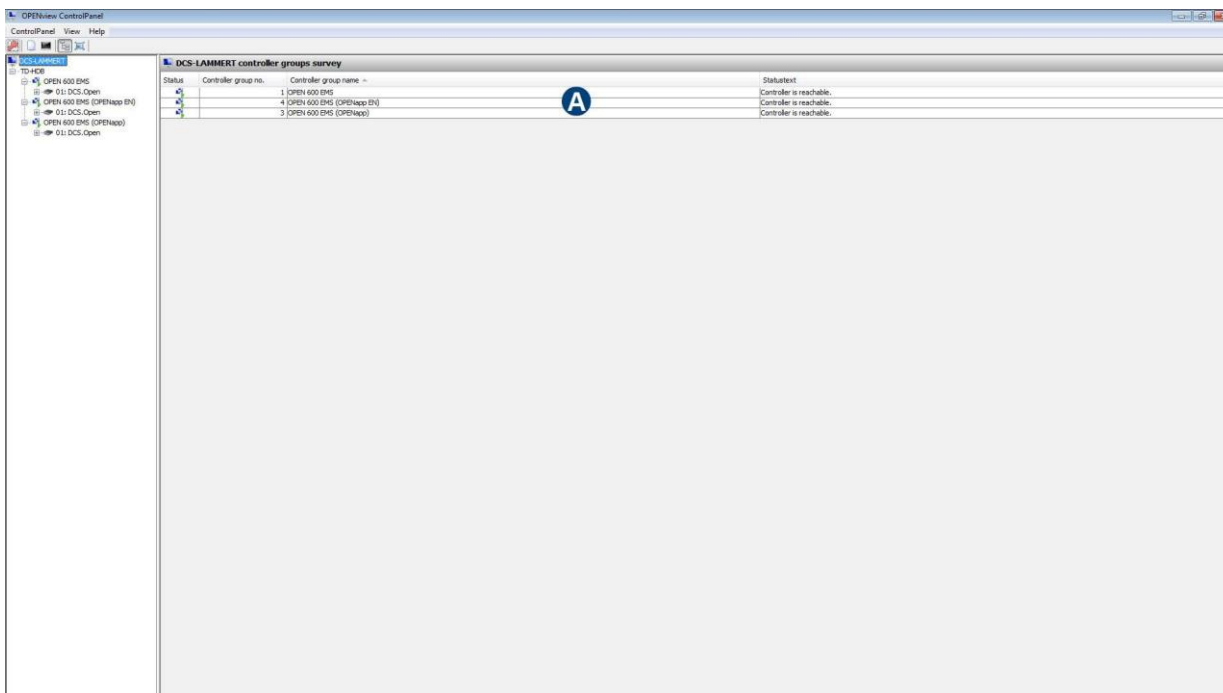 OPENview ControlPanel
ControlPanel View Help
DCS-LAMMERT
TD-HDB
OPEN 600 EMS
01: DCS.Open
OPEN 600 EMS (OPENapp EN)
01: DCS.Open
OPEN 600 EMS (OPENapp)
01: DCS.Open
DCS-LAMMERT controller groups survey
Status Controller group no. Controller group name Statustext
1 OPEN 600 EMS Controller is reachable.
4 OPEN 600 EMS (OPENapp EN) Controller is reachable.
3 OPEN 600 EMS (OPENapp) Controller is reachable.
A